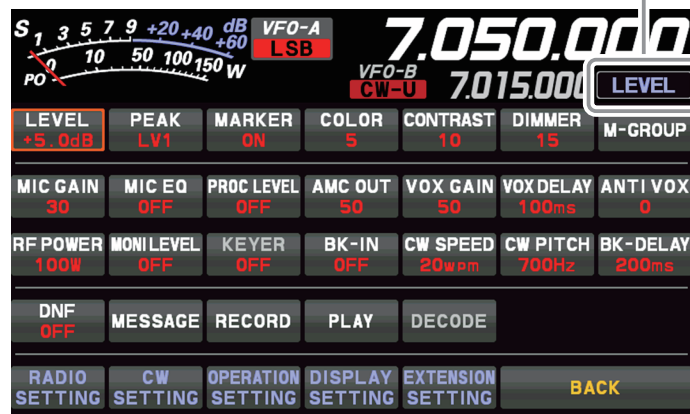 S 1 3 5 7 9 +20 +40 +60 dB
PO 0 10 50 100 150 W
VFO-A
LSB
7.050.000
VFO-B
CW-U
7.015.000
LEVEL
LEVEL PEAK MARKER COLOR CONTRAST DIMMER M-GROUP
+5.0dB LV1 ON 5 10 15
MIC GAIN MIC EQ PROC LEVEL AMC OUT VOX GAIN VOX DELAY ANTI VOX
30 OFF OFF 50 50 100ms 0
RF POWER MONI LEVEL KEYER BK-IN CW SPEED CW PITCH BK-DELAY
100W OFF OFF OFF 20wpm 700Hz 200ms
DNF MESSAGE RECORD PLAY DECODE
OFF
RADIO CW OPERATION DISPLAY EXTENSION BACK
SETTING SETTING SETTING SETTING SETTING